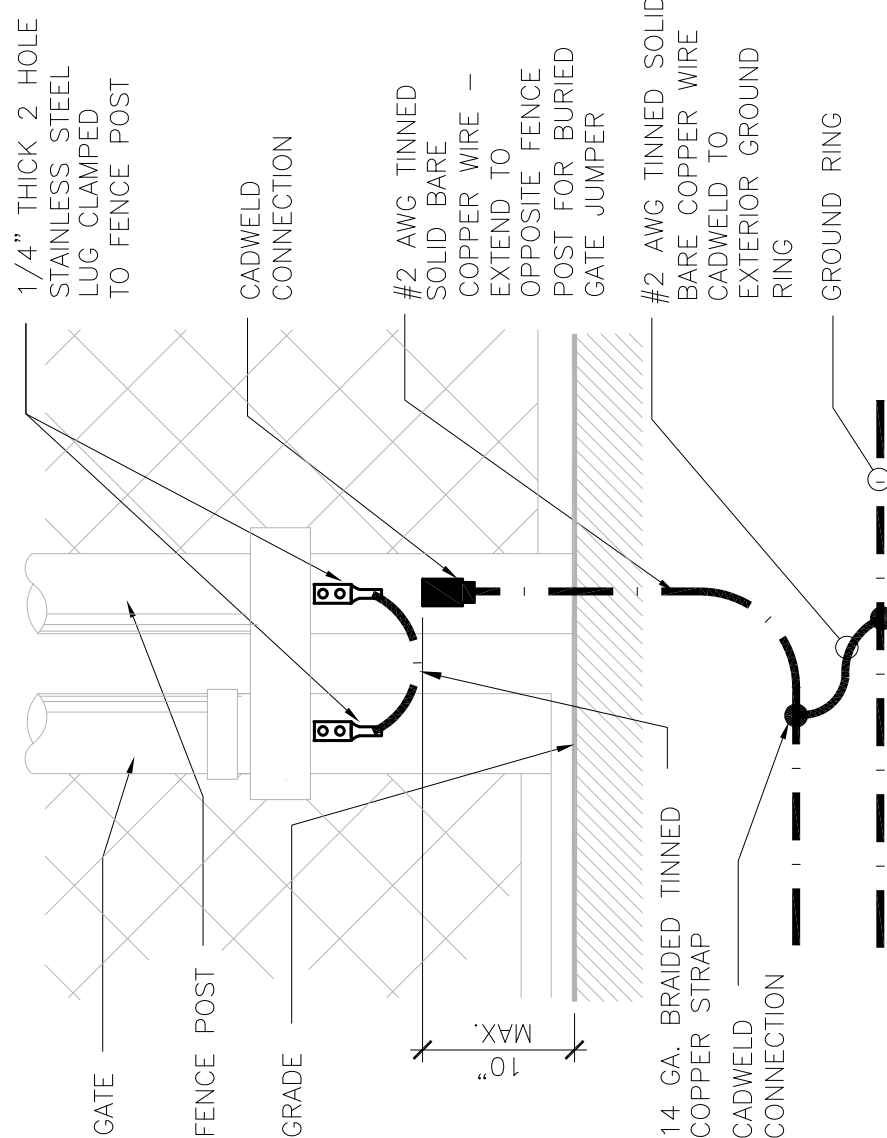 1/4" THICK 2 HOLE
STAINLESS STEEL
LUG CLAMPED
TO FENCE POST
CADWELD
CONNECTION
#2 AWG TINNED
SOLID BARE
COPPER WIRE –
EXTEND TO
OPPOSITE FENCE
POST FOR BURIED
GATE JUMPER
#2 AWG TINNED SOLID
BARE COPPER WIRE
CADWELD TO
EXTERIOR GROUND
RING
GROUND RING
GATE
FENCE POST
GRADE
10"
MAX.
14 GA. BRAIDED TINNED
COPPER STRAP
CADWELD
CONNECTION